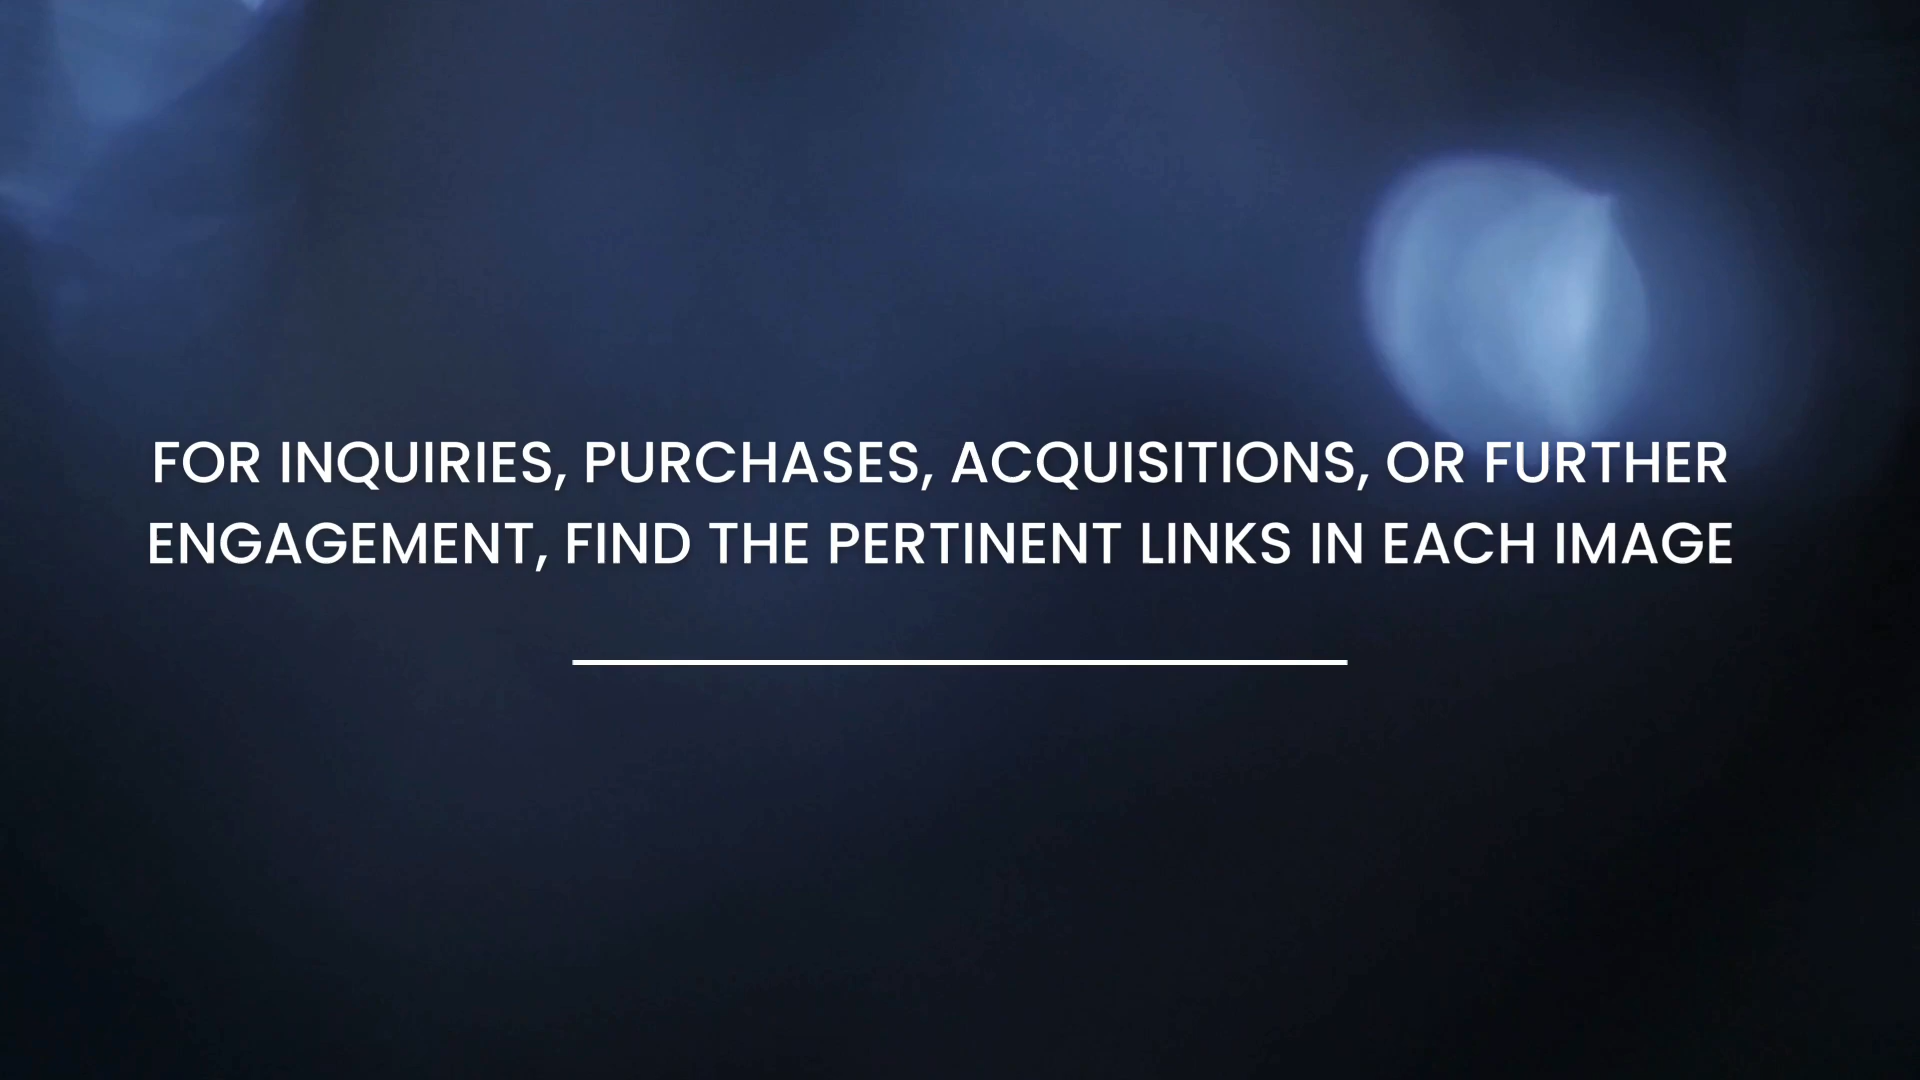 FOR INQUIRIES, PURCHASES, ACQUISITIONS, OR FURTHER
ENGAGEMENT, FIND THE PERTINENT LINKS IN EACH IMAGE